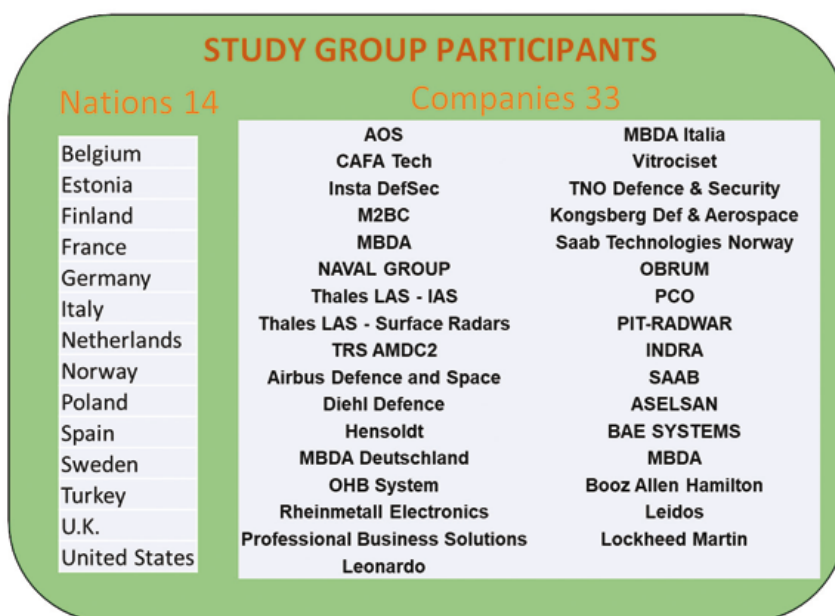 STUDY GROUP PARTICIPANTS
Nations 14
Belgium
Estonia
Finland
France
Germany
Italy
Netherlands
Norway
Poland
Spain
Sweden
Turkey
U.K.
United States
Companies 33
AOS
CAFA Tech
Insta DefSec
M2BC
MBDA
NAVAL GROUP
Thales LAS - IAS
Thales LAS - Surface Radars
TRS AMDC2
Airbus Defence and Space
Diehl Defence
Hensoldt
MBDA Deutschland
OHB System
Rheinmetall Electronics
Professional Business Solutions
Leonardo
MBDA Italia
Vitrociset
TNO Defence & Security
Kongsberg Def & Aerospace
Saab Technologies Norway
OBRUM
PCO
PIT-RADWAR
INDRA
SAAB
ASELSAN
BAE SYSTEMS
MBDA
Booz Allen Hamilton
Leidos
Lockheed Martin